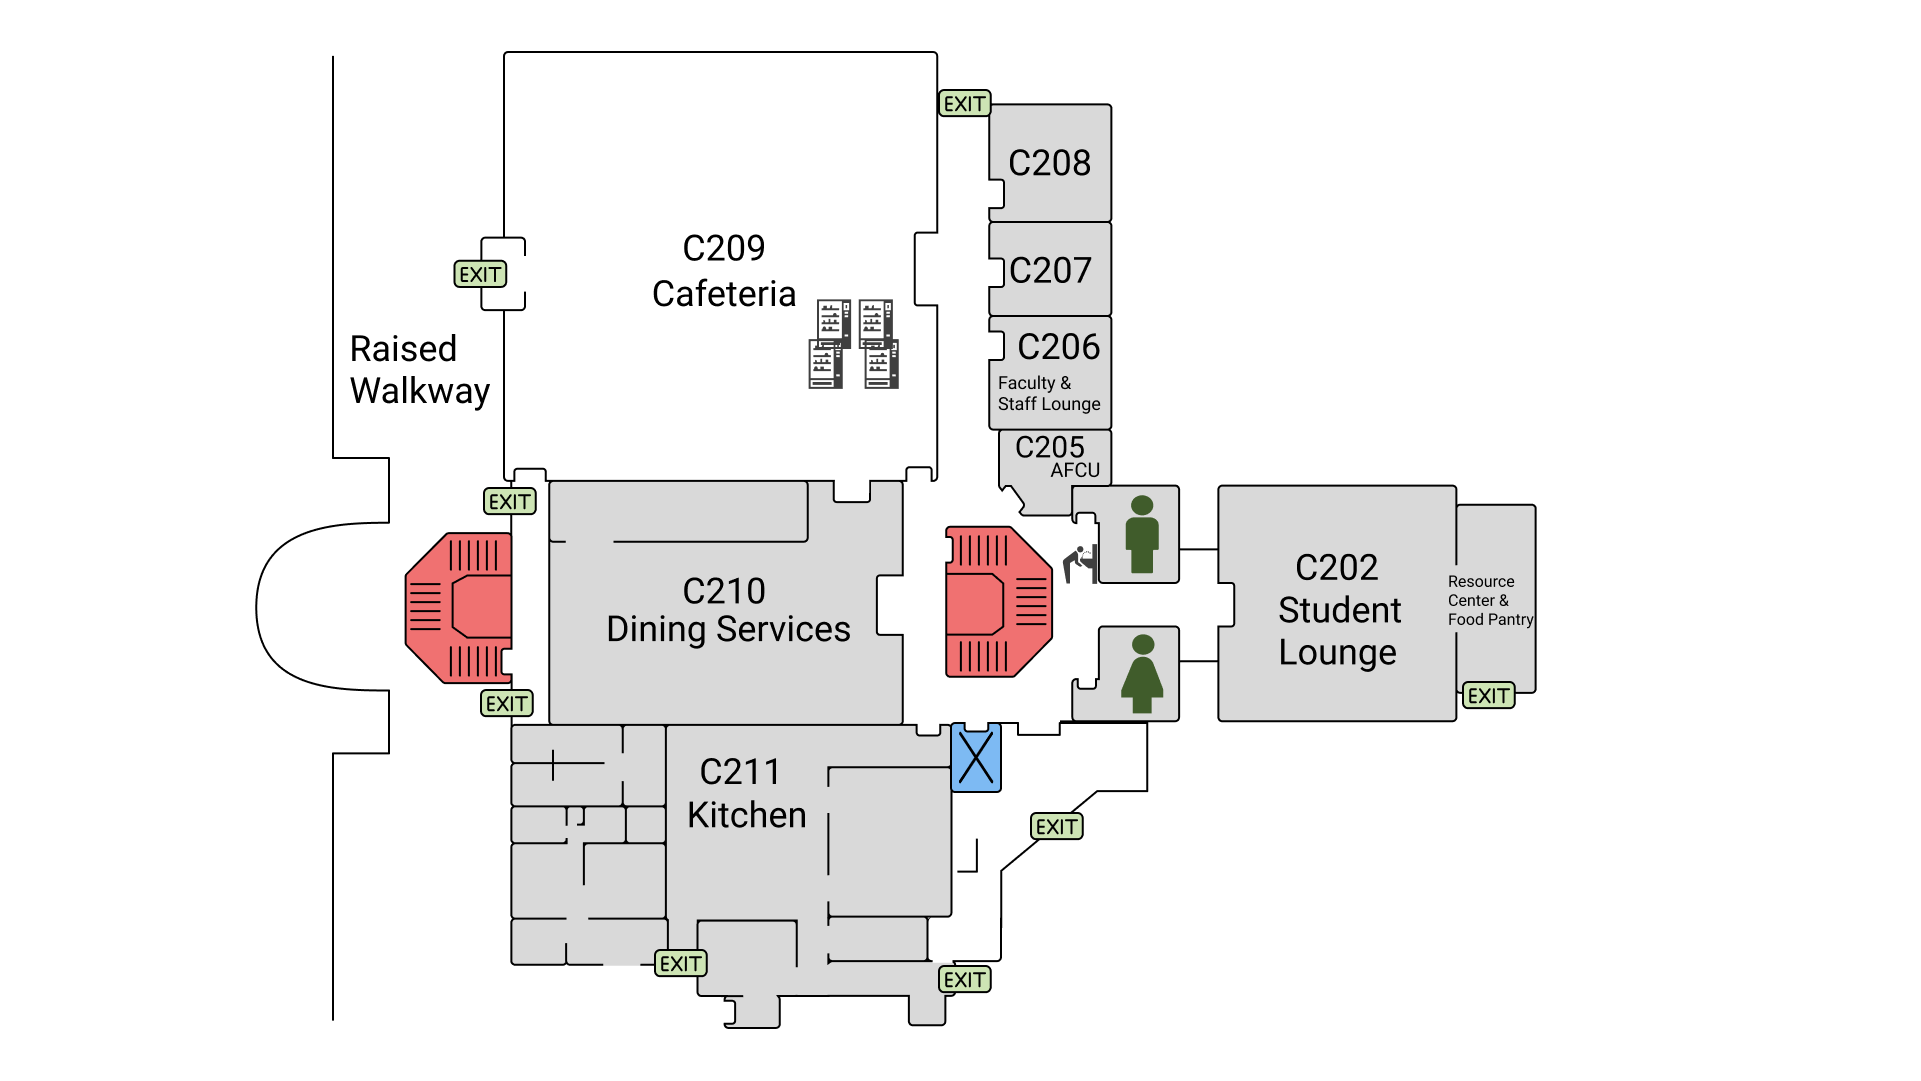 EXIT
C208
C209
Cafeteria
EXIT
C207
Raised
Walkway
C206
Faculty &
Staff Lounge
C205
AFCU
EXIT
C210
Dining Services
C202
Student
Lounge
Resource
Center &
Food Pantry
EXIT
EXIT
C211
Kitchen
EXIT
EXIT
EXIT